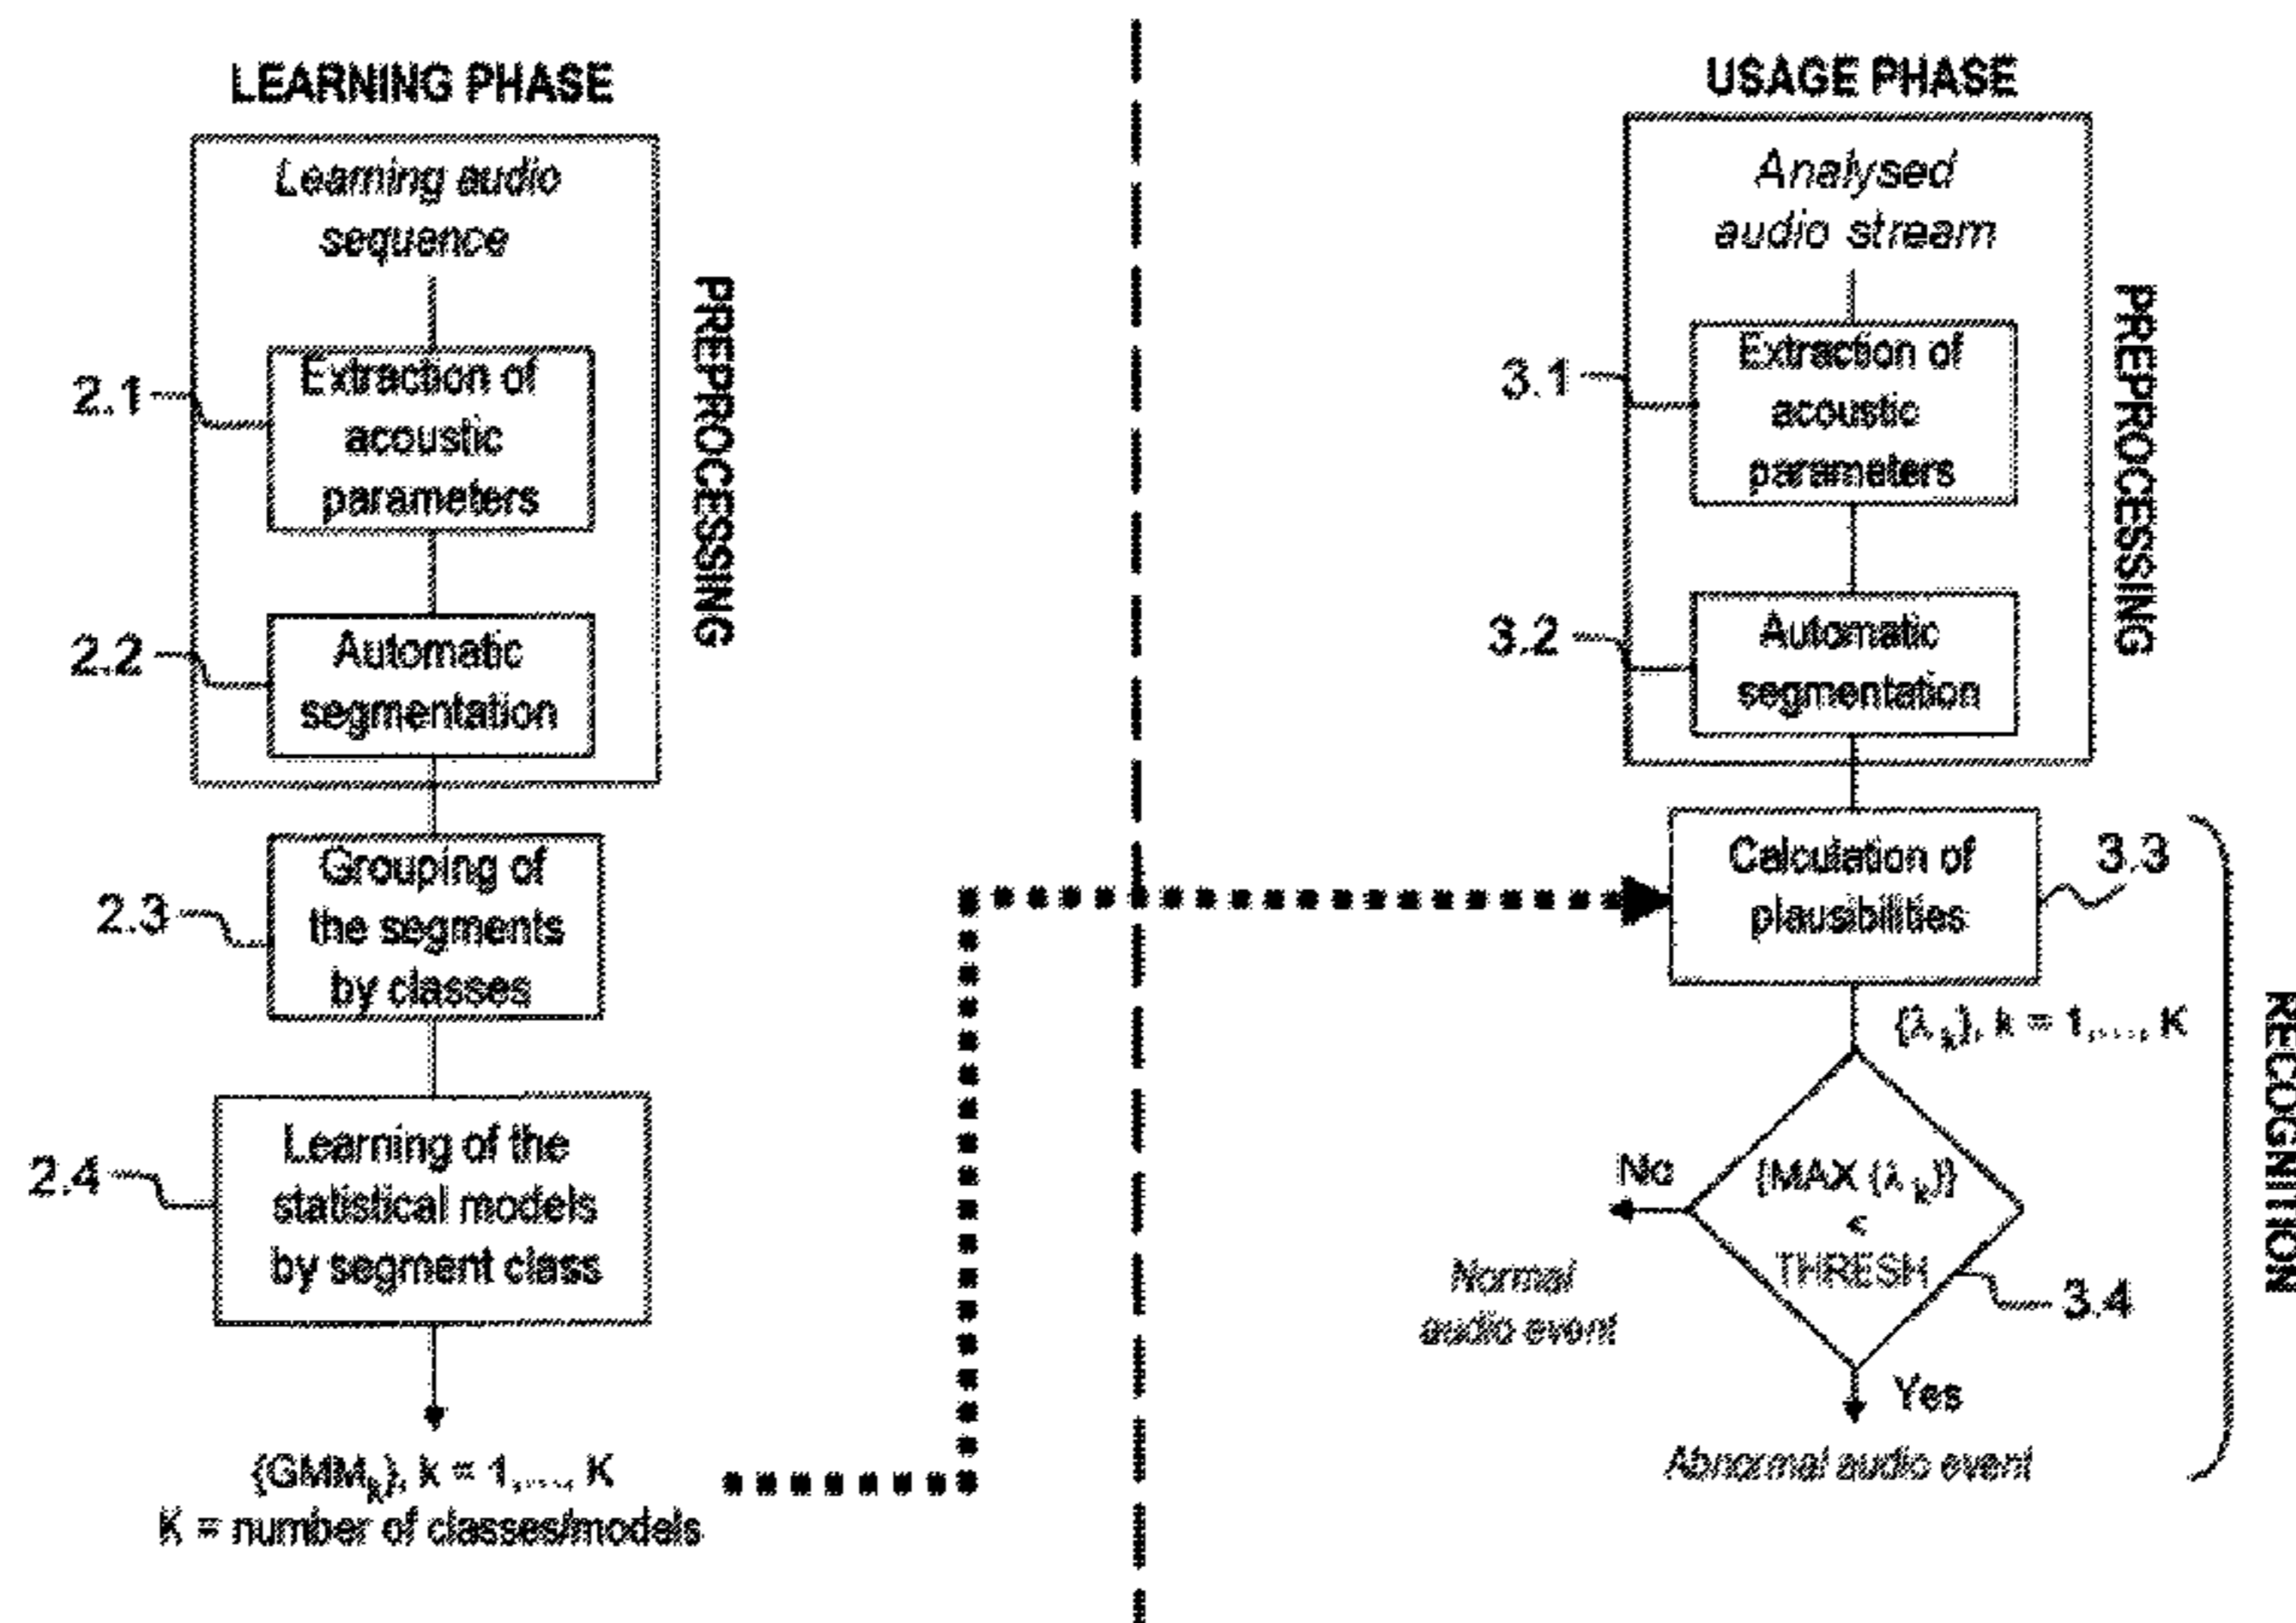 LEARNING PHASE
Learning audio
sequence
2.1
Extraction of
acoustic
parameters
2.2
Automatic
segmentation
PREPROCESSING
2.3
Grouping of
the segments
by classes
2.4
Learning of the
statistical models
by segment class
{GMM_k}, k = 1,...., K
K = number of classes/models
USAGE PHASE
Analysed
audio stream
3.1
Extraction of
acoustic
parameters
3.2
Automatic
segmentation
PREPROCESSING
Calculation of
plausibilities
3.3
{λ_k}, k = 1,...., K
No
{MAX {λ_k}}
<
THRESH
3.4
Normal
audio event
Yes
Abnormal audio event
RECOGNITION